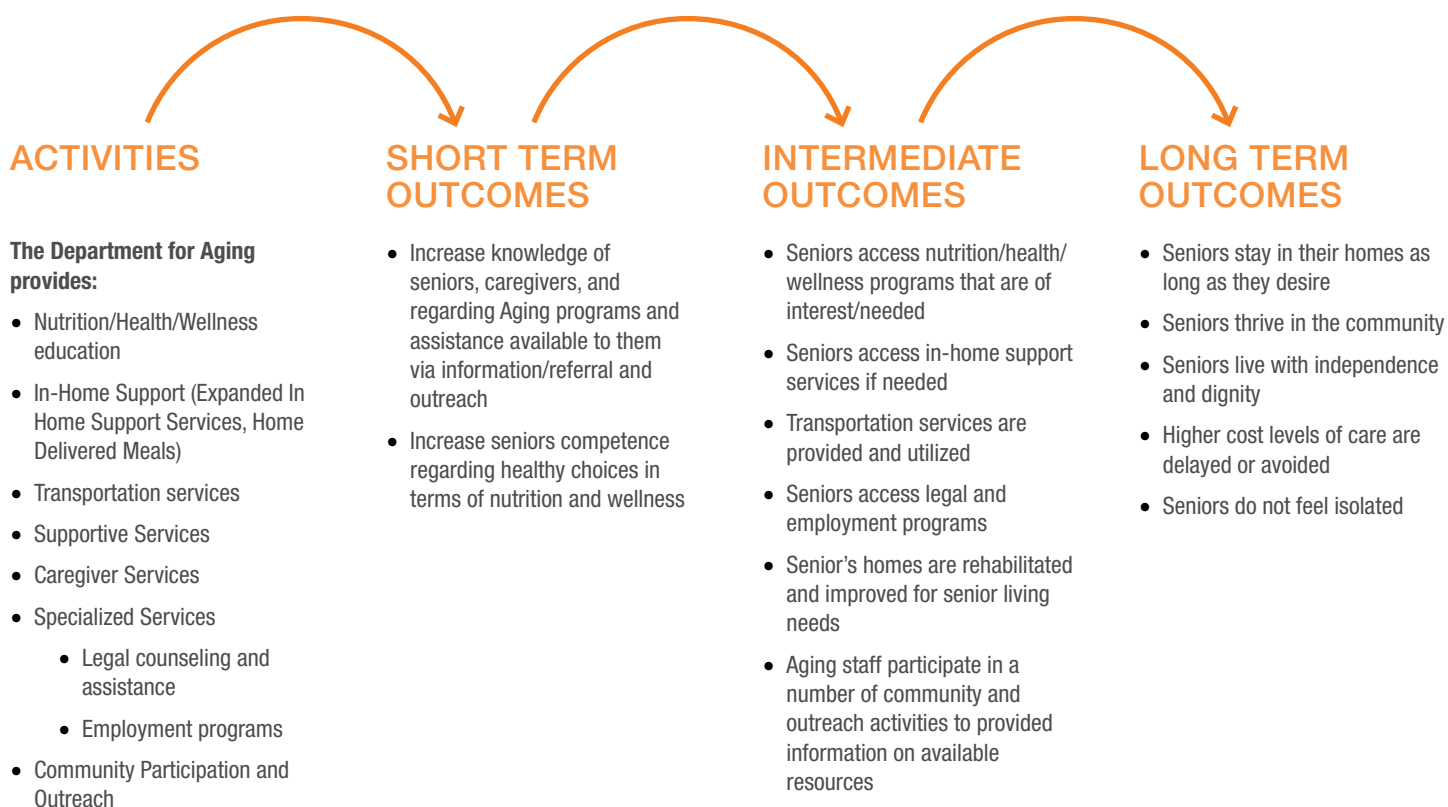 ACTIVITIES
The Department for Aging
provides:
• Nutrition/Health/Wellness
education
• In-Home Support (Expanded In
Home Support Services, Home
Delivered Meals)
• Transportation services
• Supportive Services
• Caregiver Services
• Specialized Services
• Legal counseling and
assistance
• Employment programs
• Community Participation and
Outreach
SHORT TERM
OUTCOMES
• Increase knowledge of
seniors, caregivers, and
regarding Aging programs and
assistance available to them
via information/referral and
outreach
• Increase seniors competence
regarding healthy choices in
terms of nutrition and wellness
INTERMEDIATE
OUTCOMES
• Seniors access nutrition/health/
wellness programs that are of
interest/needed
• Seniors access in-home support
services if needed
• Transportation services are
provided and utilized
• Seniors access legal and
employment programs
• Senior’s homes are rehabilitated
and improved for senior living
needs
• Aging staff participate in a
number of community and
outreach activities to provided
information on available
resources
LONG TERM
OUTCOMES
• Seniors stay in their homes as
long as they desire
• Seniors thrive in the community
• Seniors live with independence
and dignity
• Higher cost levels of care are
delayed or avoided
• Seniors do not feel isolated